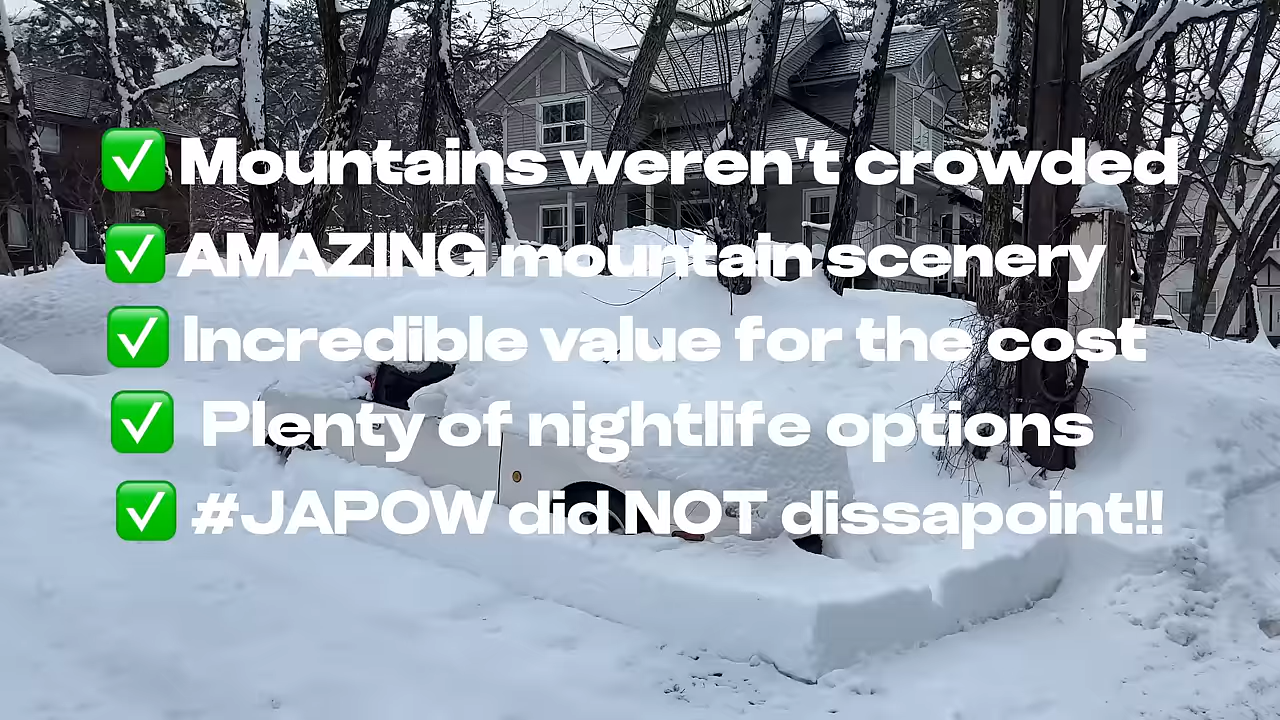 ✅ Mountains weren't crowded
✅ AMAZING mountain scenery
✅ Incredible value for the cost
✅ Plenty of nightlife options
✅ #JAPOW did NOT dissapoint!!